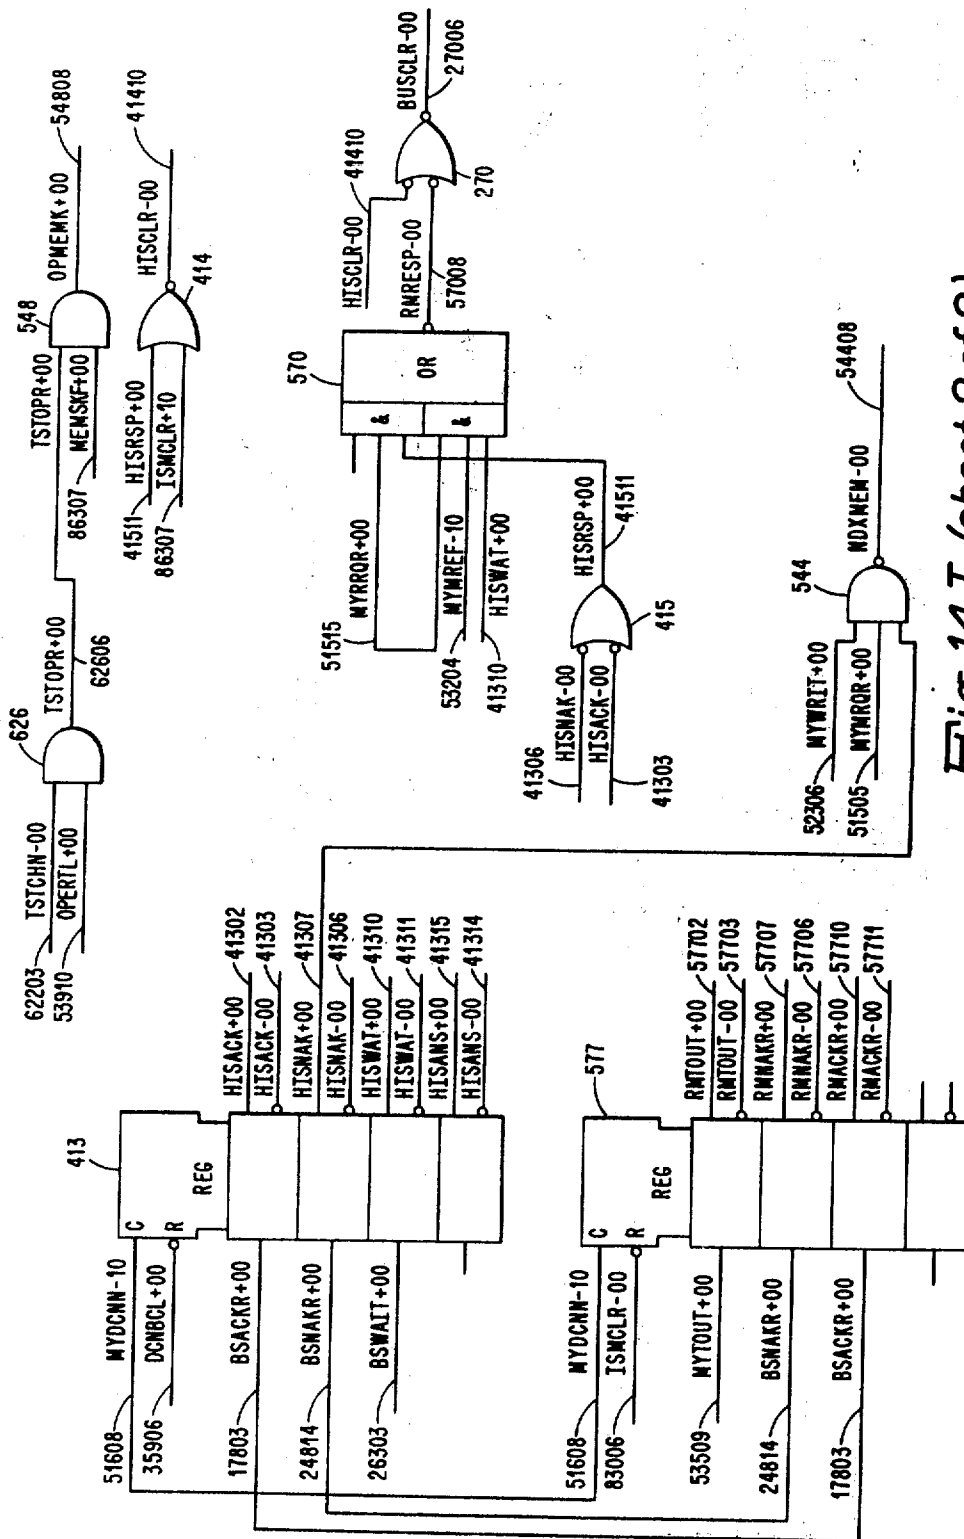 62203
TSTCHN-00
53910
OPERTL+00
626
TSTOPR+00
62606
TSTOPR+00
86307
MEMSKF+00
548
OPMEMK+00
54808
41511
HISRSP+00
86307
ISMCLR+10
414
HISCLR-00
41410
413
C
R
REG
51608
MYDCNN-10
35906
DCNBCL+00
17803
BSACKR+00
24814
BSNAKR+00
26303
BSWAIT+00
HISACK+00
41302
HISACK-00
41303
HISNAK+00
41307
HISNAK-00
41306
HISWAT+00
41310
HISWAT-00
41311
HISANS+00
41315
HISANS-00
41314
51515
MYRRQR+00
53204
MYMREF-10
41310
HISWAT+00
570
&
&
OR
RMRESP-00
57008
HISCLR-00
41410
270
BUSCLR-00
27006
41306
HISNAK-00
41303
HISACK-00
415
HISRSP+00
41511
577
C
R
REG
51608
MYDCNN-10
83006
ISMCLR-00
53509
MYTOUT+00
24814
BSNAKR+00
17803
BSACKR+00
RMTOUT+00
57702
RMTOUT-00
57703
RMNAKR+00
57707
RMNAKR-00
57706
RMACKR+00
57710
RMACKR-00
57711
52306
MYWRIT+00
51505
MYMRQR+00
544
NDXMEM-00
54408